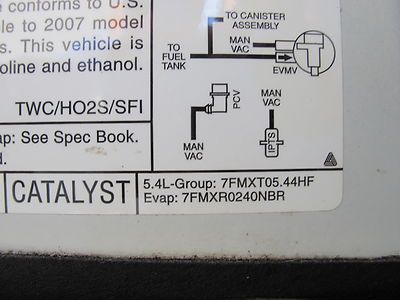 e conforms to U.S.
ble to 2007 model
s. This vehicle is
oline and ethanol.
TWC/HO2S/SFI
ap: See Spec Book.
d.
CATALYST
TO CANISTER
ASSEMBLY
TO
FUEL
TANK
MAN
VAC
EVMV
PCV
MAN
VAC
MAN
VAC
IPTS
5.4L-Group: 7FMXT05.44HF
Evap: 7FMXR0240NBR